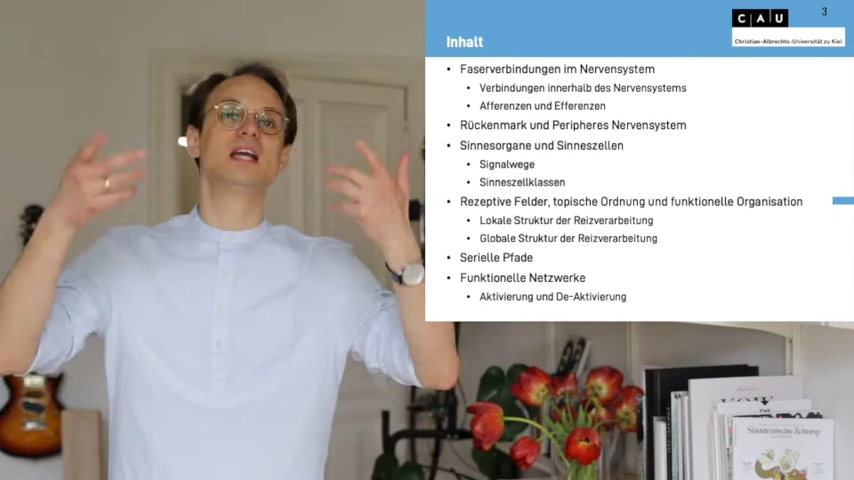 3
CAU
Christian-Albrechts-Universität zu Kiel
Inhalt
• Faserverbindungen im Nervensystem
• Verbindungen innerhalb des Nervensystems
• Afferenzen und Efferenzen
• Rückenmark und Peripheres Nervensystem
• Sinnesorgane und Sinneszellen
• Signalwege
• Sinneszellklassen
• Rezeptive Felder, topische Ordnung und funktionelle Organisation
• Lokale Struktur der Reizverarbeitung
• Globale Struktur der Reizverarbeitung
• Serielle Pfade
• Funktionelle Netzwerke
• Aktivierung und De-Aktivierung
THE
Süddeutsche Zeitung